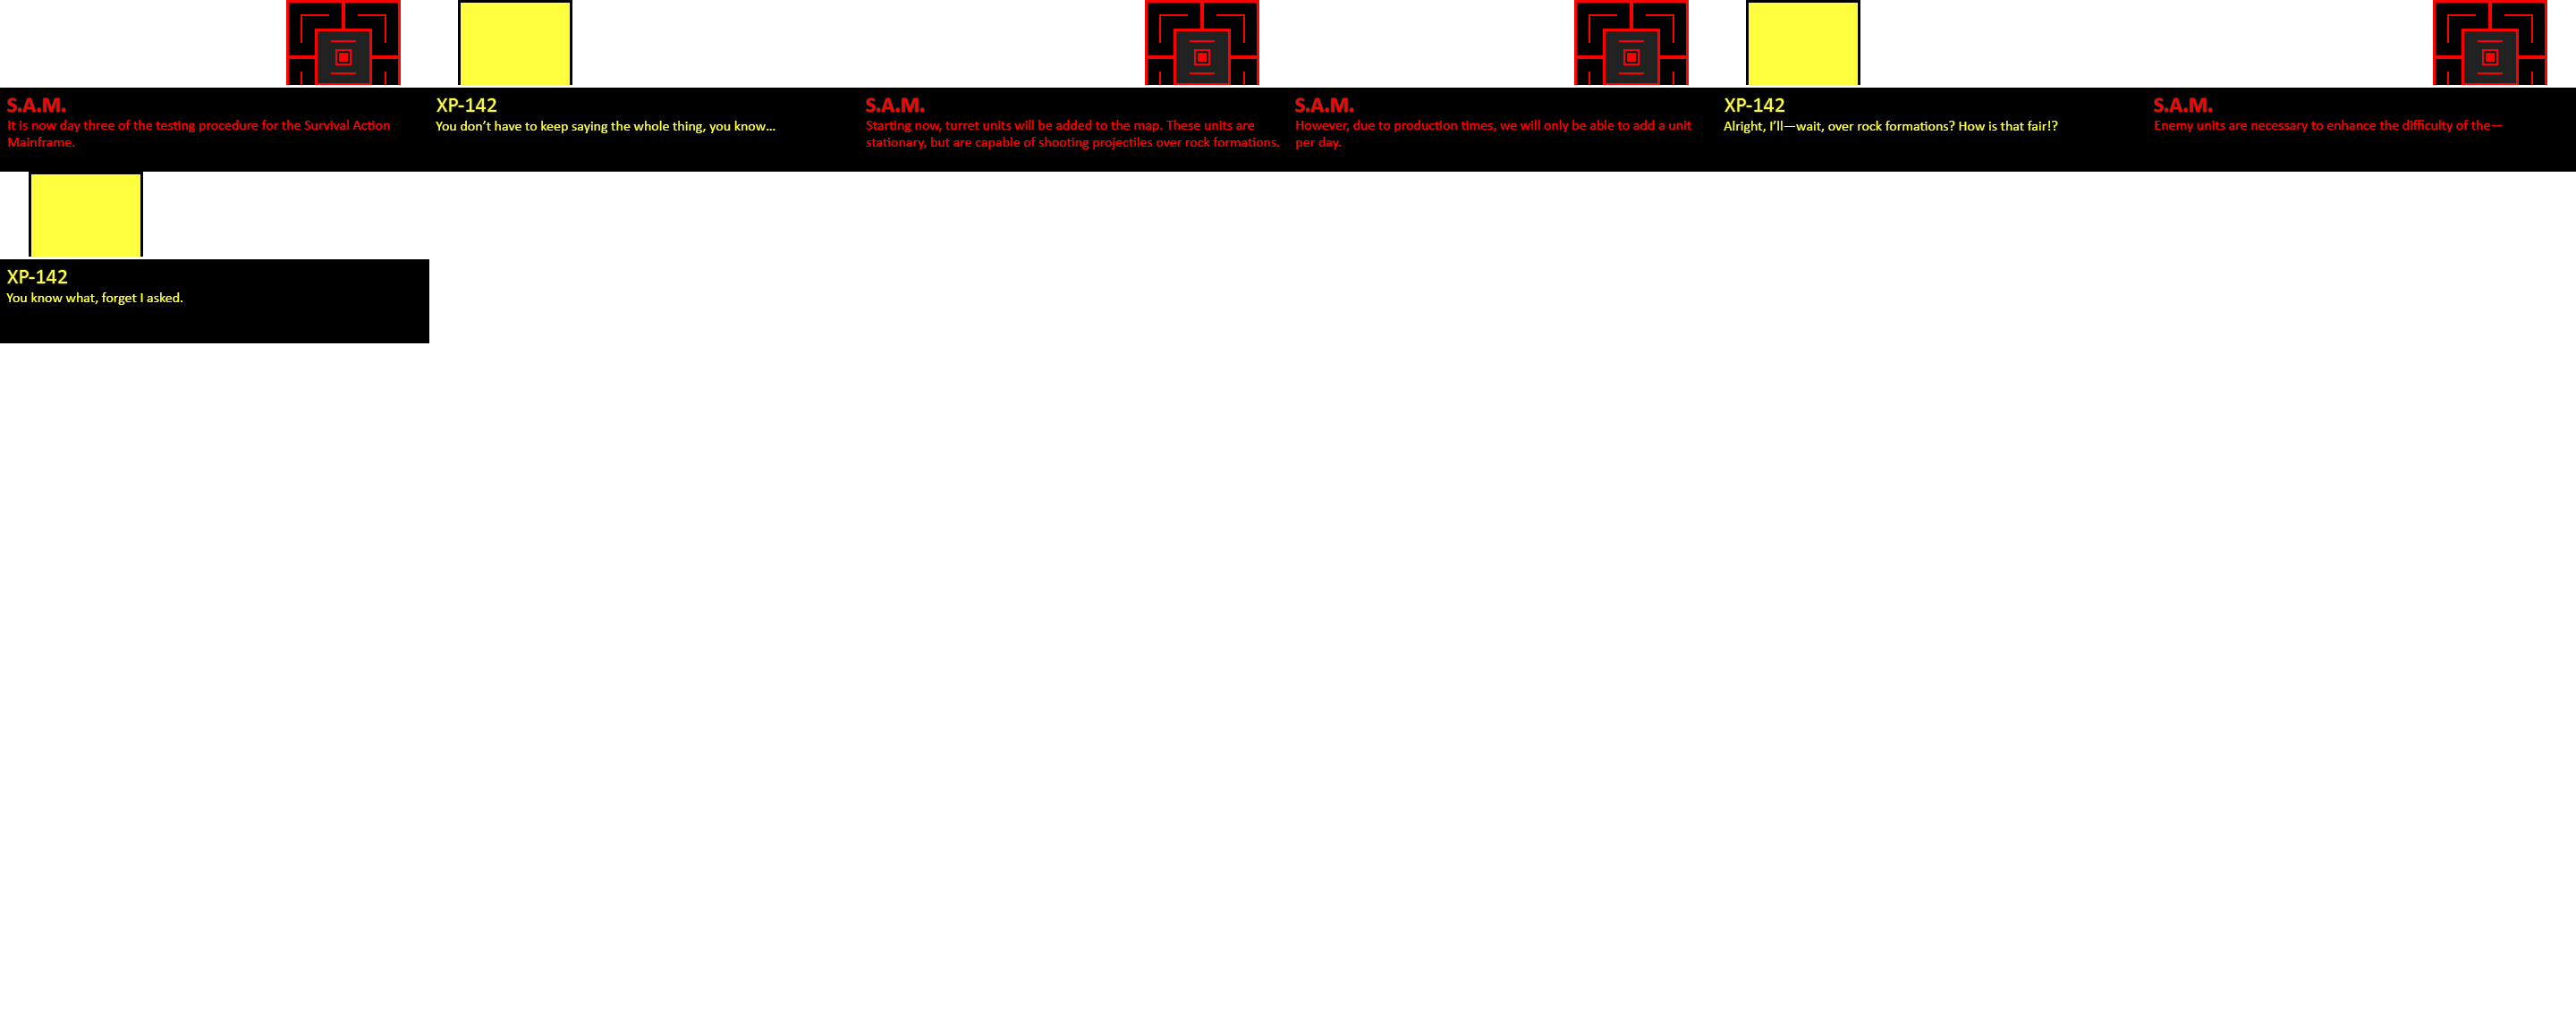 S.A.M.
It is now day three of the testing procedure for the Survival Action
Mainframe.
XP-142
You don’t have to keep saying the whole thing, you know…
S.A.M.
Starting now, turret units will be added to the map. These units are
stationary, but are capable of shooting projectiles over rock formations.
S.A.M.
However, due to production times, we will only be able to add a unit
per day.
XP-142
Alright, I’ll—wait, over rock formations? How is that fair!?
S.A.M.
Enemy units are necessary to enhance the difficulty of the—
XP-142
You know what, forget I asked.